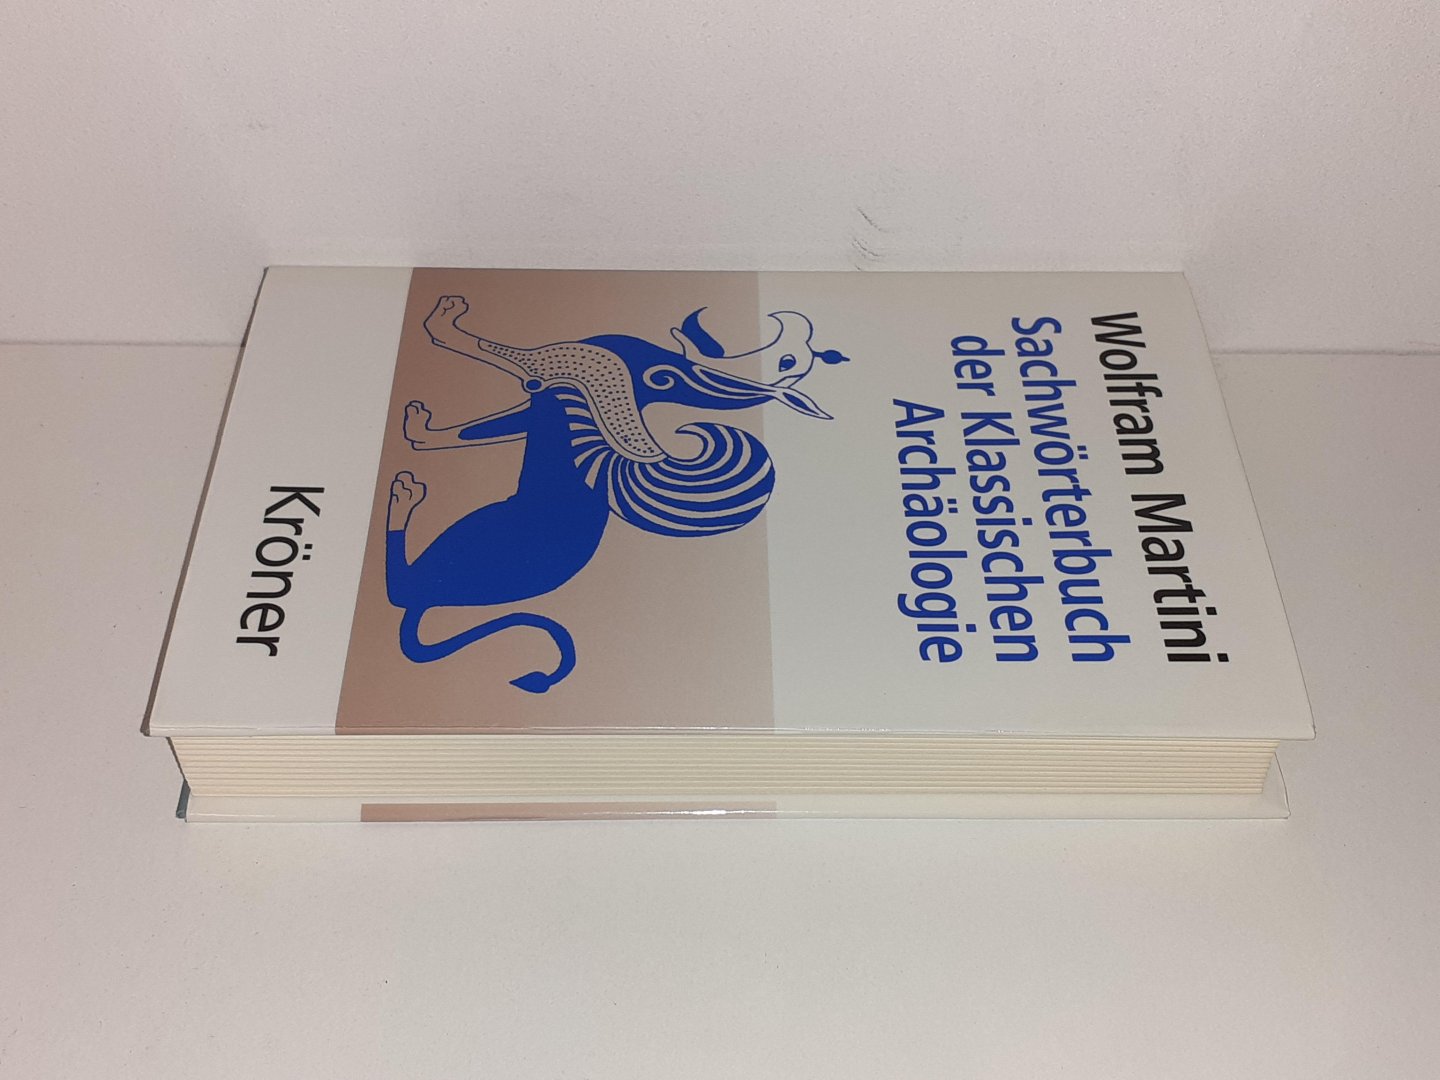 Wolfram Martini
Sachwörterbuch
der Klassischen
Archäologie
Kröner